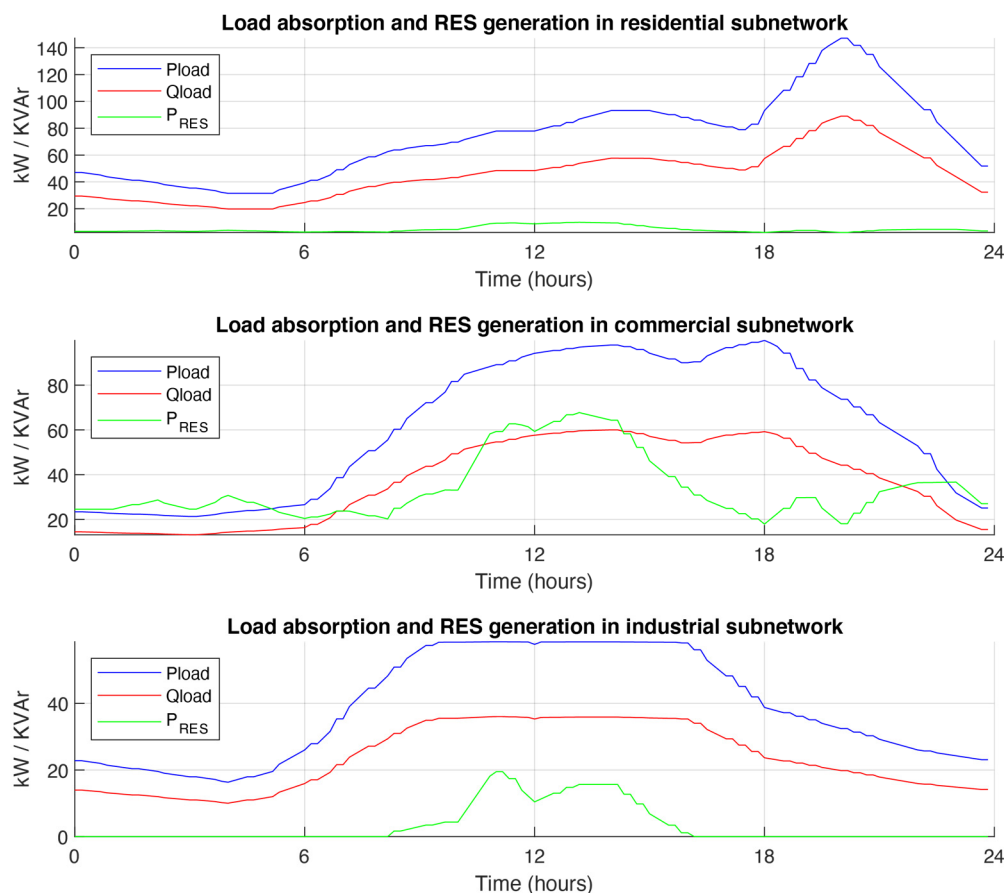 Load absorption and RES generation in residential subnetwork
kW / KVAr
140
120
100
80
60
40
20
Pload
Qload
P_RES
0 6 12 18 24
Time (hours)
Load absorption and RES generation in commercial subnetwork
kW / KVAr
80
60
40
20
Pload
Qload
P_RES
0 6 12 18 24
Time (hours)
Load absorption and RES generation in industrial subnetwork
kW / KVAr
40
20
0
Pload
Qload
P_RES
0 6 12 18 24
Time (hours)